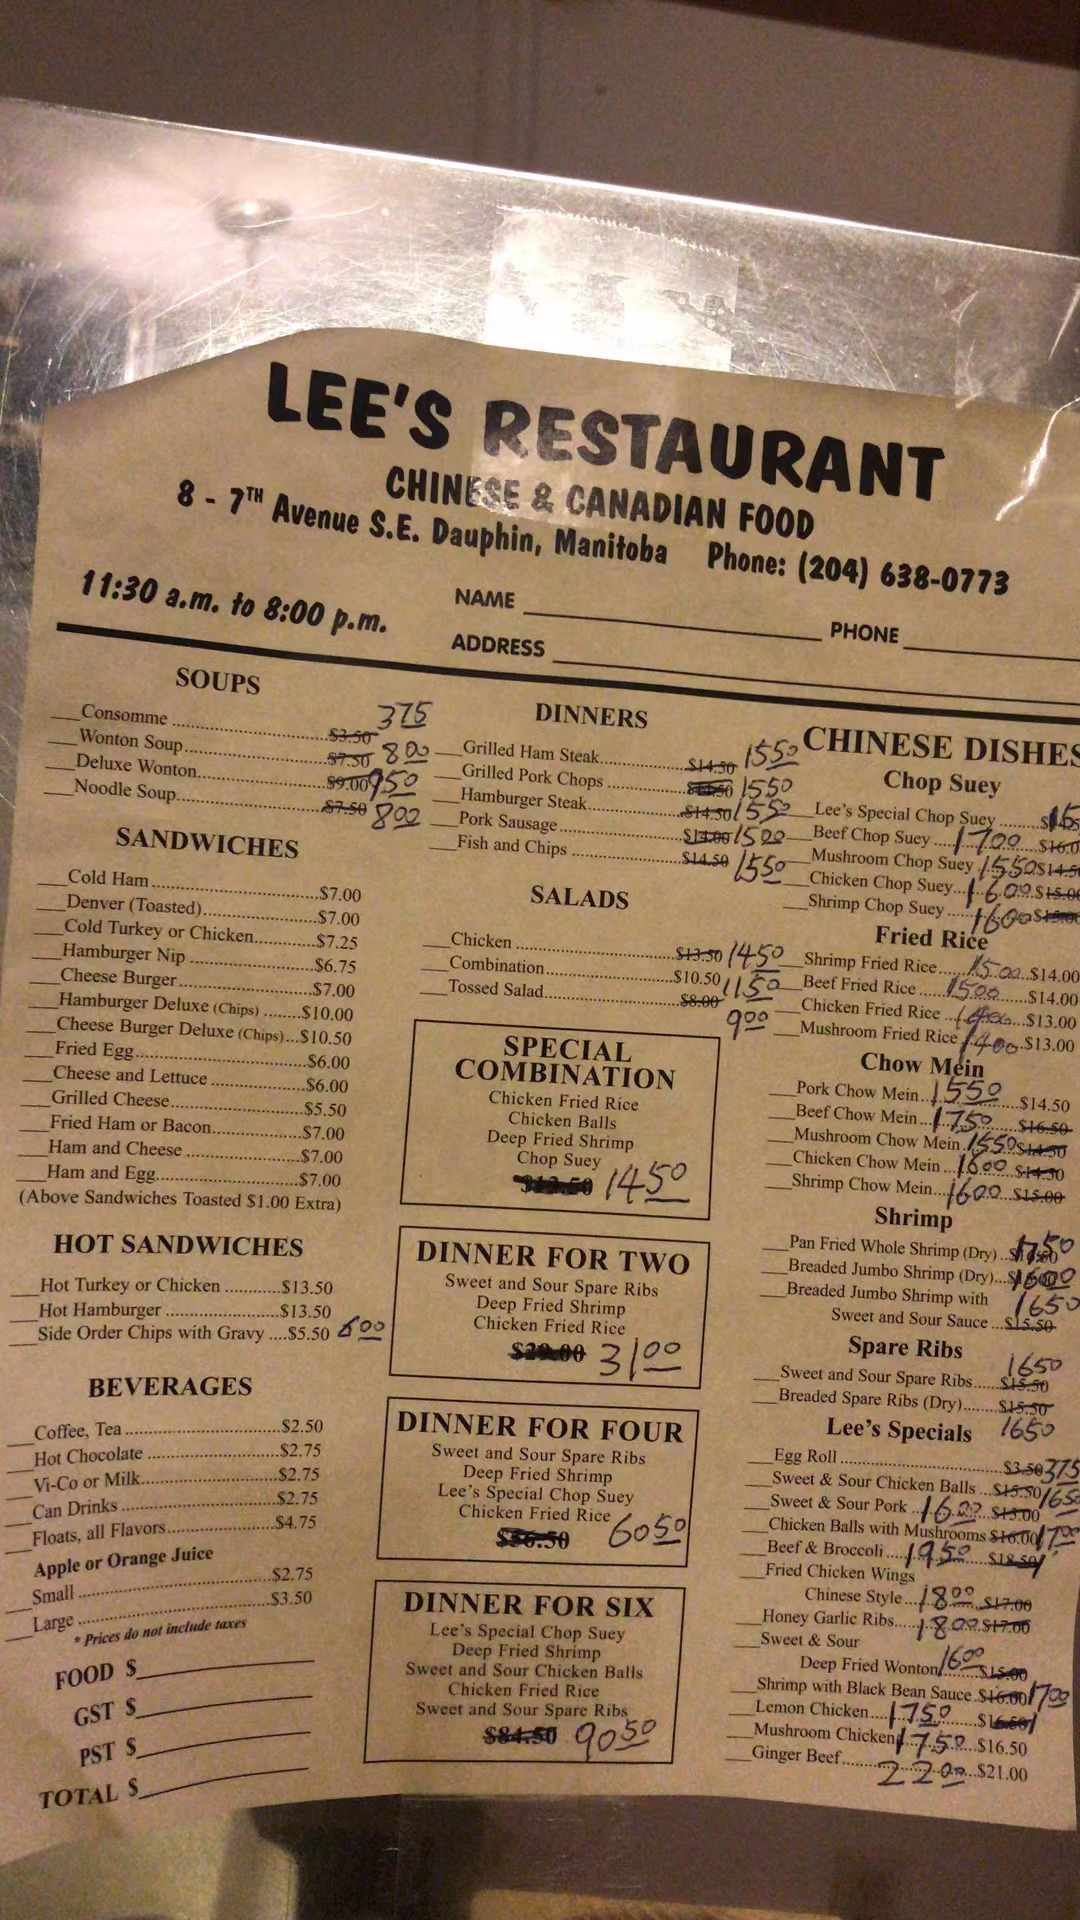 LEE'S RESTAURANT
CHINESE & CANADIAN FOOD
8 - 7TH Avenue S.E. Dauphin, Manitoba Phone: (204) 638-0773
11:30 a.m. to 8:00 p.m.
NAME
PHONE
ADDRESS
SOUPS
Consomme $3.50 375
Wonton Soup $7.50 800
Deluxe Wonton $9.00 950
Noodle Soup $7.50 800
SANDWICHES
Cold Ham $7.00
Denver (Toasted) $7.00
Cold Turkey or Chicken $7.25
Hamburger Nip $6.75
Cheese Burger $7.00
Hamburger Deluxe (Chips) $10.00
Cheese Burger Deluxe (Chips) $10.50
Fried Egg $6.00
Cheese and Lettuce $6.00
Grilled Cheese $5.50
Fried Ham or Bacon $7.00
Ham and Cheese $7.00
Ham and Egg $7.00
(Above Sandwiches Toasted $1.00 Extra)
HOT SANDWICHES
Hot Turkey or Chicken $13.50
Hot Hamburger $13.50
Side Order Chips with Gravy $5.50 600
BEVERAGES
Coffee, Tea $2.50
Hot Chocolate $2.75
Vi-Co or Milk $2.75
Can Drinks $2.75
Floats, all Flavors $4.75
Apple or Orange Juice
Small $2.75
Large $3.50
* Prices do not include taxes
FOOD $
GST $
PST $
TOTAL $
DINNERS
Grilled Ham Steak $14.50 1550
Grilled Pork Chops $14.50 1550
Hamburger Steak $14.50 1550
Pork Sausage $14.00 1500
Fish and Chips $14.50 1550
SALADS
Chicken $13.50 1450
Combination $10.50 1150
Tossed Salad $8.00
900
SPECIAL
COMBINATION
Chicken Fried Rice
Chicken Balls
Deep Fried Shrimp
Chop Suey
$13.50 1450
DINNER FOR TWO
Sweet and Sour Spare Ribs
Deep Fried Shrimp
Chicken Fried Rice
$29.00 3100
DINNER FOR FOUR
Sweet and Sour Spare Ribs
Deep Fried Shrimp
Lee's Special Chop Suey
Chicken Fried Rice
$56.50 6050
DINNER FOR SIX
Lee's Special Chop Suey
Deep Fried Shrimp
Sweet and Sour Chicken Balls
Chicken Fried Rice
Sweet and Sour Spare Ribs
$84.50 9050
CHINESE DISHES
Chop Suey
Lee's Special Chop Suey
Beef Chop Suey 1700 $16.0
Mushroom Chop Suey 1550 $14.5
Chicken Chop Suey 1600 $15.00
Shrimp Chop Suey 1600 $15.00
Fried Rice
Shrimp Fried Rice 1500 $14.00
Beef Fried Rice 1500 $14.00
Chicken Fried Rice 1400 $13.00
Mushroom Fried Rice 1400 $13.00
Chow Mein
Pork Chow Mein 1550 $14.50
Beef Chow Mein 1750 $16.50
Mushroom Chow Mein 1550 $14.50
Chicken Chow Mein 1600 $14.50
Shrimp Chow Mein 1600 $15.00
Shrimp
Pan Fried Whole Shrimp (Dry) 1750
Breaded Jumbo Shrimp (Dry) 1600
Breaded Jumbo Shrimp with 1650
Sweet and Sour Sauce $15.50
Spare Ribs
1650
Sweet and Sour Spare Ribs $15.50
Breaded Spare Ribs (Dry) $15.50
Lee's Specials 1650
Egg Roll $3.50 375
Sweet & Sour Chicken Balls $15.50 1650
Sweet & Sour Pork 1600 $15.00
Chicken Balls with Mushrooms $16.00 1700
Beef & Broccoli 1950 $18.50
Fried Chicken Wings
Chinese Style 1800 $17.00
Honey Garlic Ribs 1800 $17.00
Sweet & Sour
Deep Fried Wonton 1600 $15.00
Shrimp with Black Bean Sauce $16.00 1700
Lemon Chicken 1750 $16.50
Mushroom Chicken 1750 $16.50
Ginger Beef 2200 $21.00